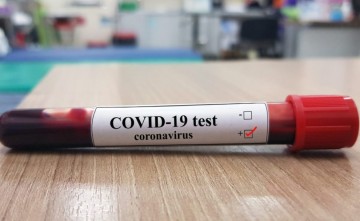 COVID-19 test
coronavirus
- ☐
+ ☑